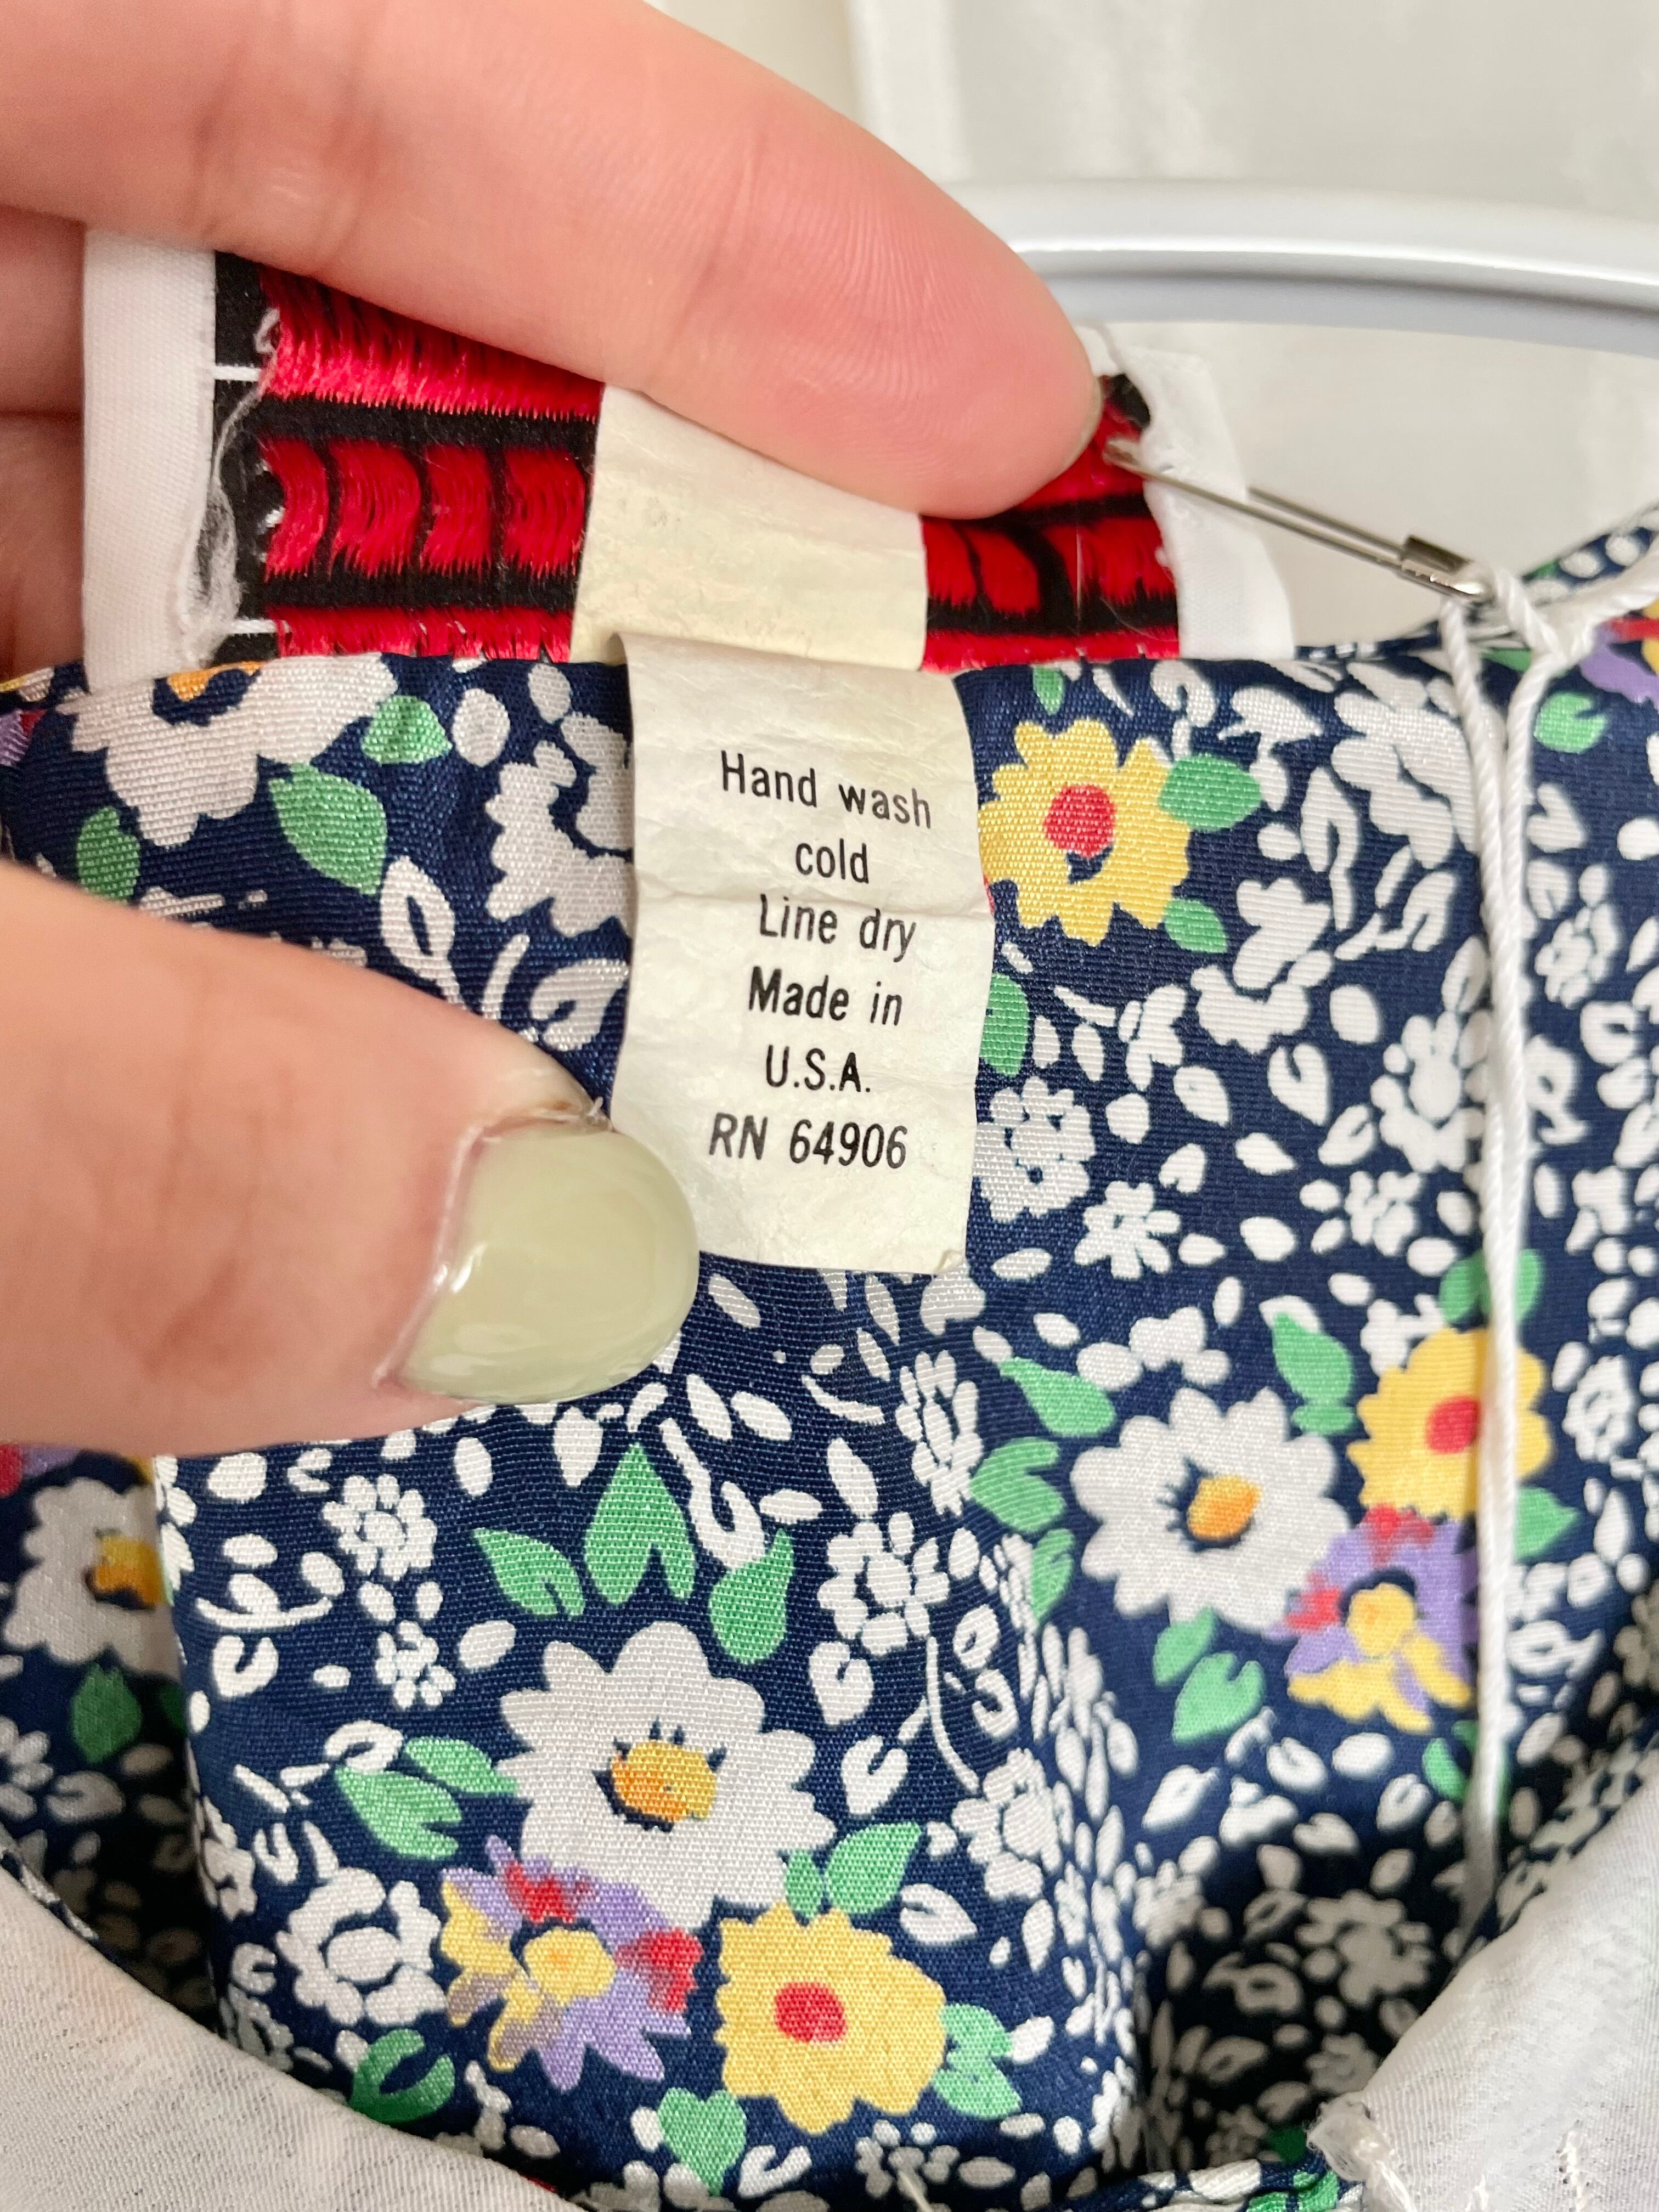 Hand wash
cold
Line dry
Made in
U.S.A.
RN 64906